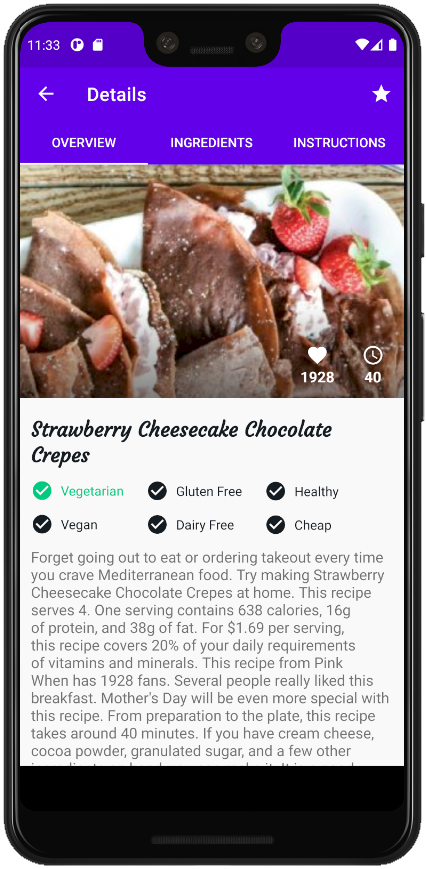 11:33
Details
OVERVIEW INGREDIENTS INSTRUCTIONS
1928 40
Strawberry Cheesecake Chocolate
Crepes
Vegetarian Gluten Free Healthy
Vegan Dairy Free Cheap
Forget going out to eat or ordering takeout every time
you crave Mediterranean food. Try making Strawberry
Cheesecake Chocolate Crepes at home. This recipe
serves 4. One serving contains 638 calories, 16g
of protein, and 38g of fat. For $1.69 per serving,
this recipe covers 20% of your daily requirements
of vitamins and minerals. This recipe from Pink
When has 1928 fans. Several people really liked this
breakfast. Mother's Day will be even more special with
this recipe. From preparation to the plate, this recipe
takes around 40 minutes. If you have cream cheese,
cocoa powder, granulated sugar, and a few other